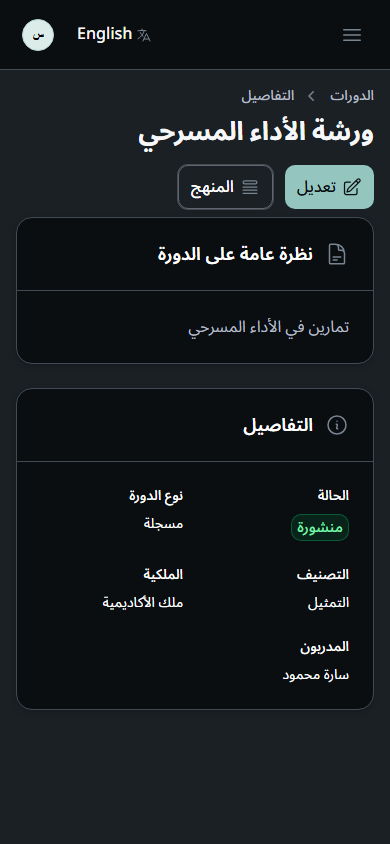 English
س
الدورات
التفاصيل
ورشة الأداء المسرحي
تعديل
المنهج
نظرة عامة على الدورة
تمارين في الأداء المسرحي
التفاصيل
الحالة
منشورة
نوع الدورة
مسجلة
التصنيف
التمثيل
الملكية
ملك الأكاديمية
المدربون
سارة محمود